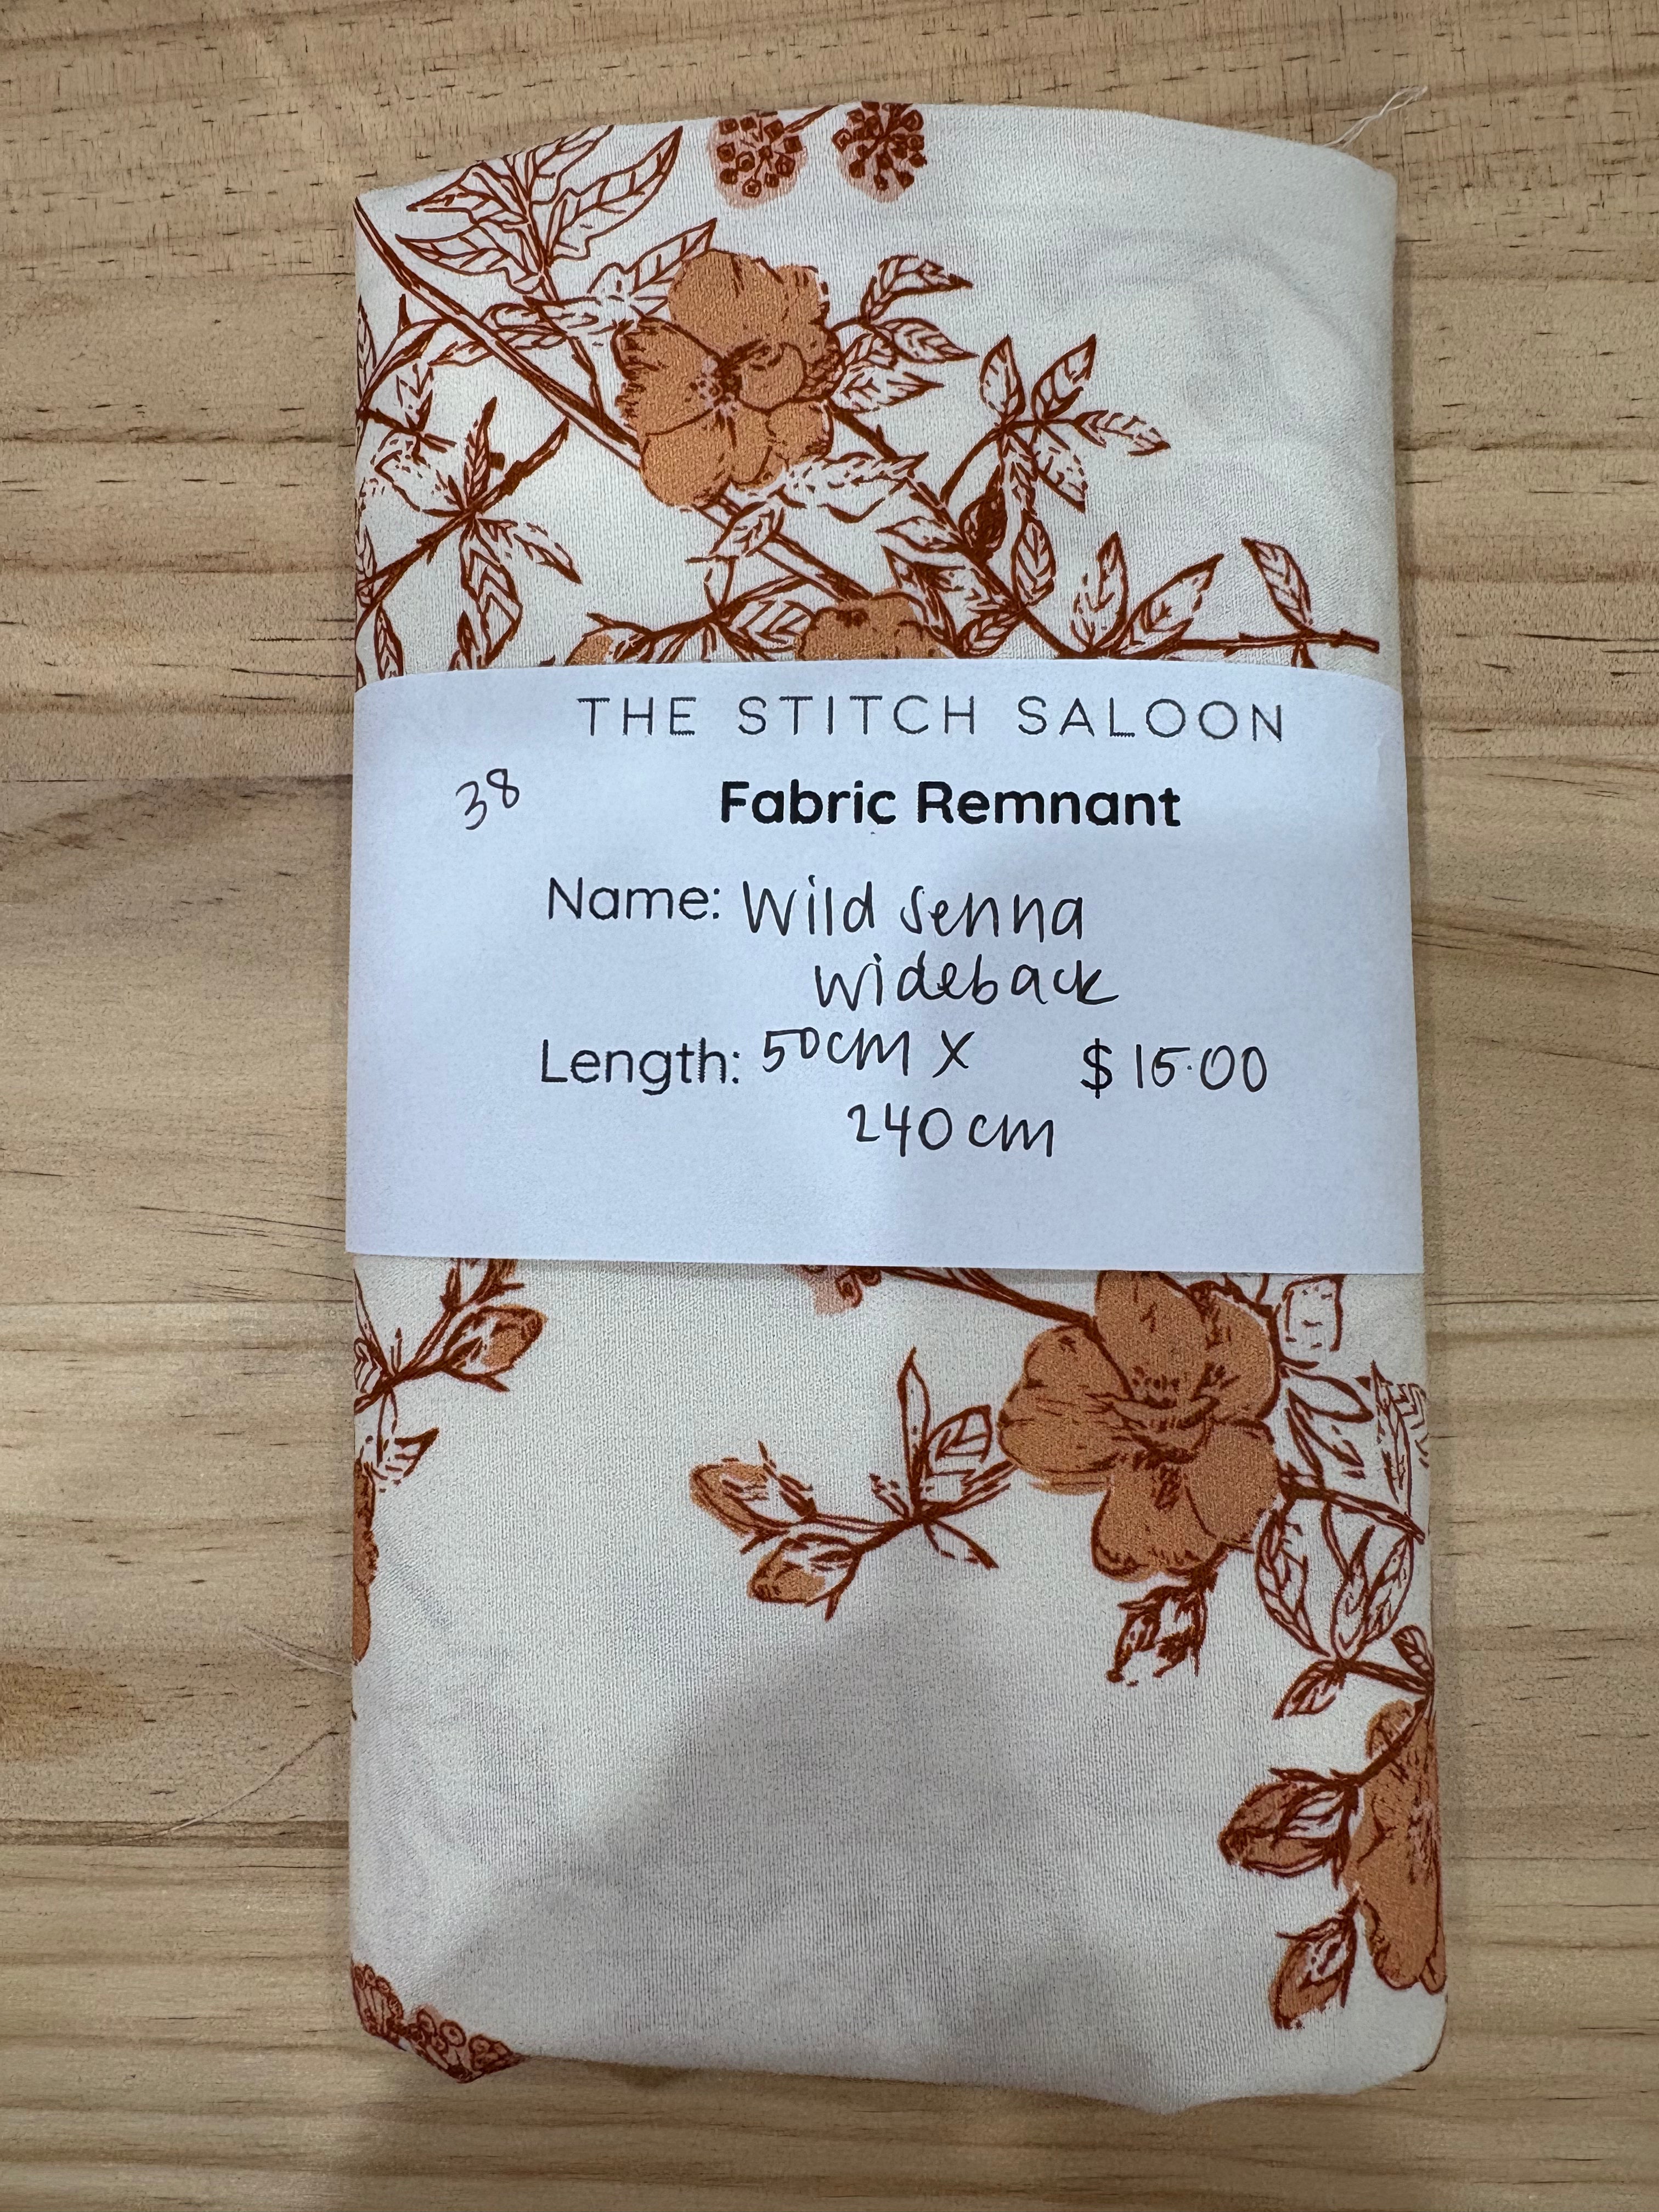 THE STITCH SALOON
38 Fabric Remnant
Name: Wild Senna
Wideback
Length: 50cm X $15.00
240cm